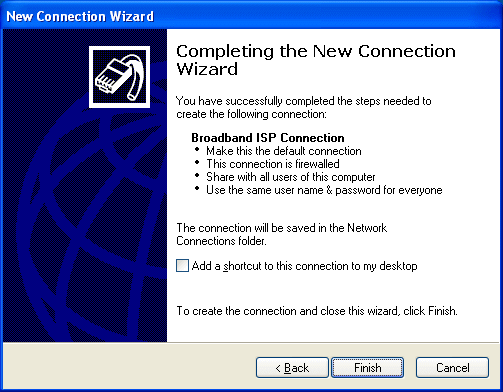 New Connection Wizard
Completing the New Connection
Wizard
You have successfully completed the steps needed to
create the following connection:
Broadband ISP Connection
• Make this the default connection
• This connection is firewalled
• Share with all users of this computer
• Use the same user name & password for everyone
The connection will be saved in the Network
Connections folder.
Add a shortcut to this connection to my desktop
To create the connection and close this wizard, click Finish.
< Back
Finish
Cancel